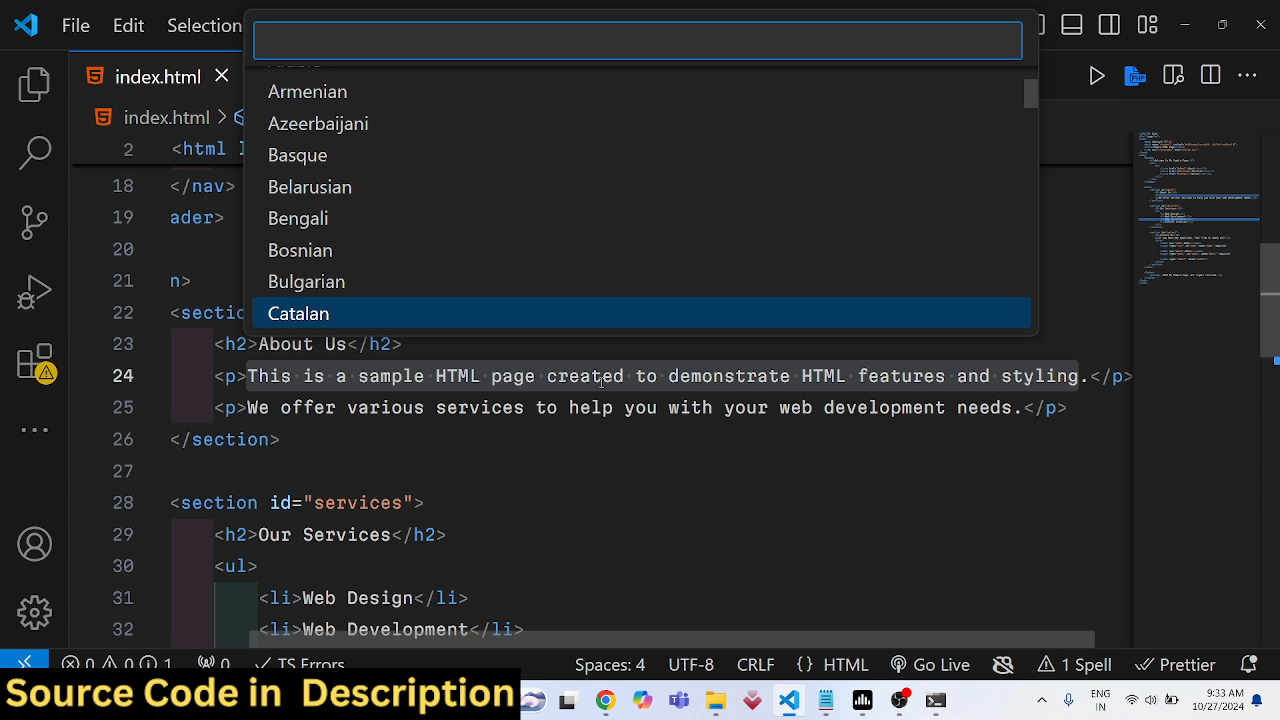 File Edit Selection
index.html
index.html >
Armenian
Azeerbaijani
Basque
Belarusian
Bengali
Bosnian
Bulgarian
Catalan
2 <html l
18 </nav>
19 ader>
20
21 n>
22 <sectio
23 <h2>About Us</h2>
24 <p>This is a sample HTML page created to demonstrate HTML features and styling.</p>
25 <p>We offer various services to help you with your web development needs.</p>
26 </section>
27
28 <section id="services">
29 <h2>Our Services</h2>
30 <ul>
31 <li>Web Design</li>
32 <li>Web Development</li>
0 0 1 0 TS Errors Spaces: 4 UTF-8 CRLF {} HTML Go Live 1 Spell Prettier
Source Code in Description
ENG
IN
9:33 AM
10/27/2024